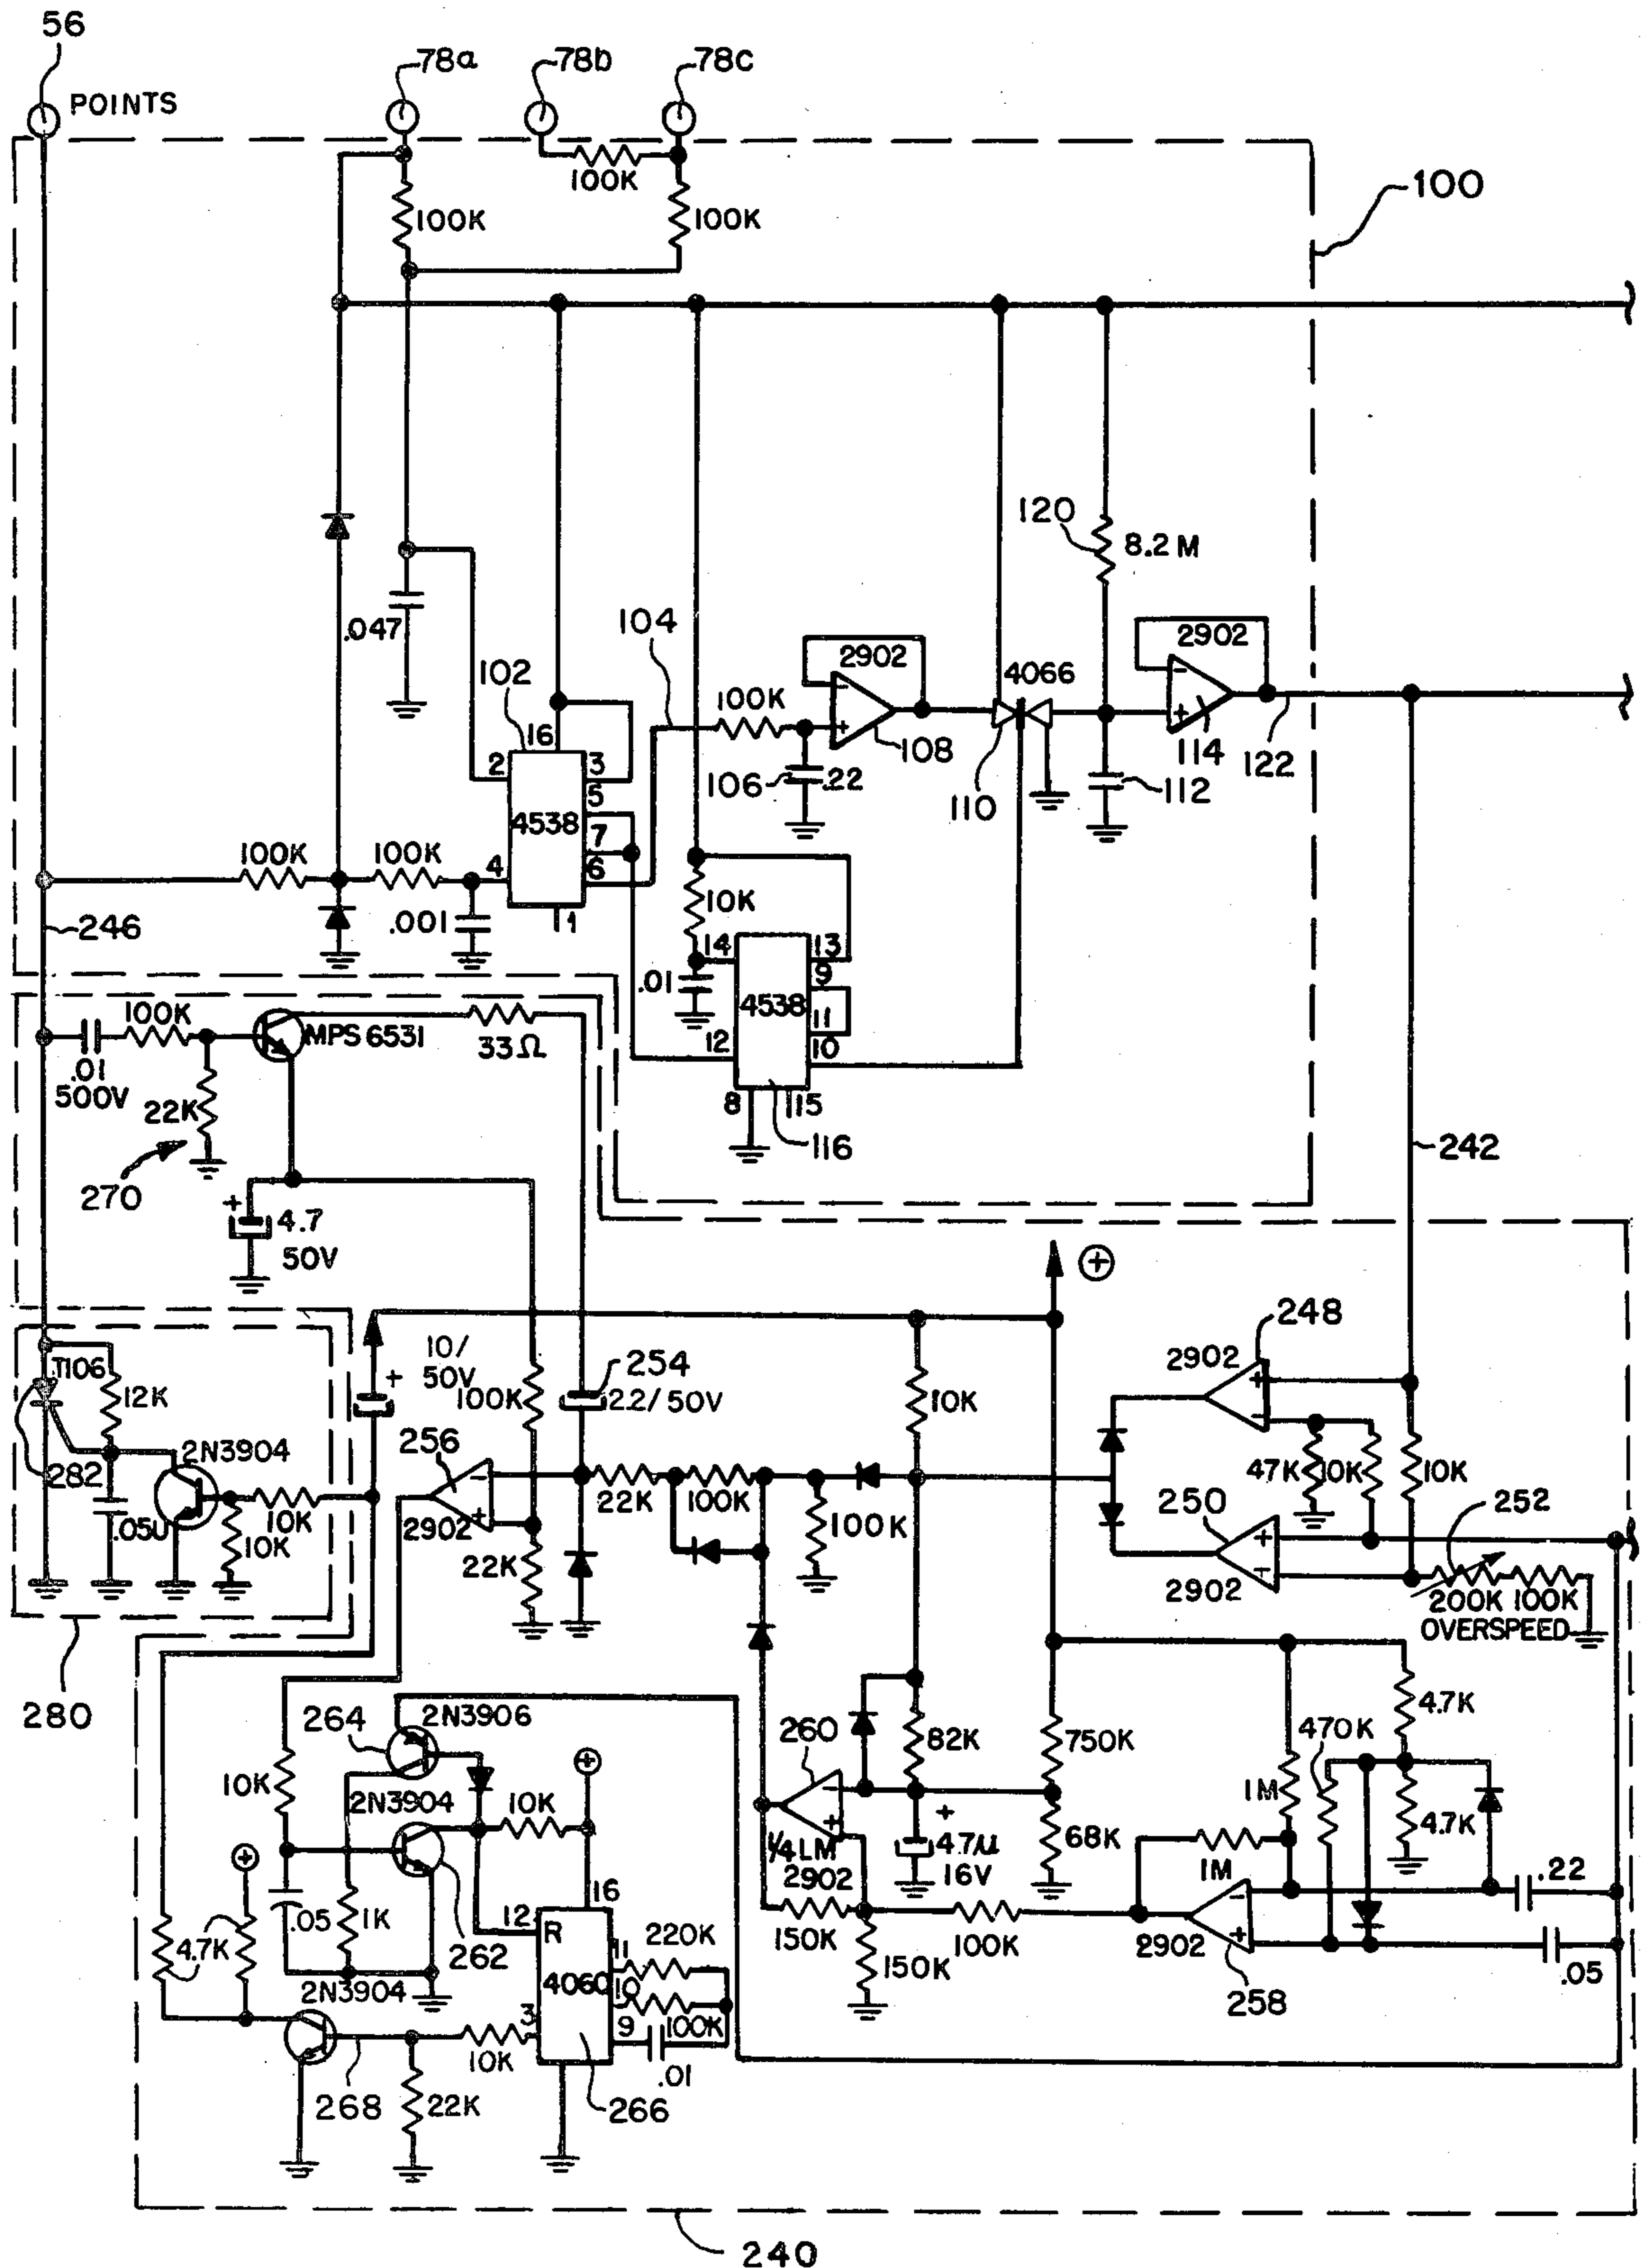 56
POINTS
78a
78b
78c
100K
100K
100K
100
.047
102
104
120
8.2 M
16
2
3
5
4538
7
6
4
1
100K
2902
108
106
.22
4066
110
2902
114
112
122
100K
100K
.001
246
10K
14
.01
13
9
4538
11
10
12
8
15
116
100K
.01
500V
22K
MPS 6531
33Ω
270
4.7
50V
+
242
+
T106
12K
282
.05U
2N3904
10K
10K
280
10/
50V
+
100K
254
2.2/50V
256
2902
22K
22K
100K
100K
10K
248
2902
47K
10K
10K
250
2902
252
200K
100K
OVERSPEED
264
2N3906
10K
2N3904
10K
+
260
82K
750K
1/4 LM
2902
+
47µ
16V
68K
470K
4.7K
1M
4.7K
1M
.22
.05
2902
258
150K
150K
100K
+
4.7K
.05
1K
262
2N3904
16
12
R
4060
11
10
9
3
220K
100K
.01
10K
22K
268
266
240